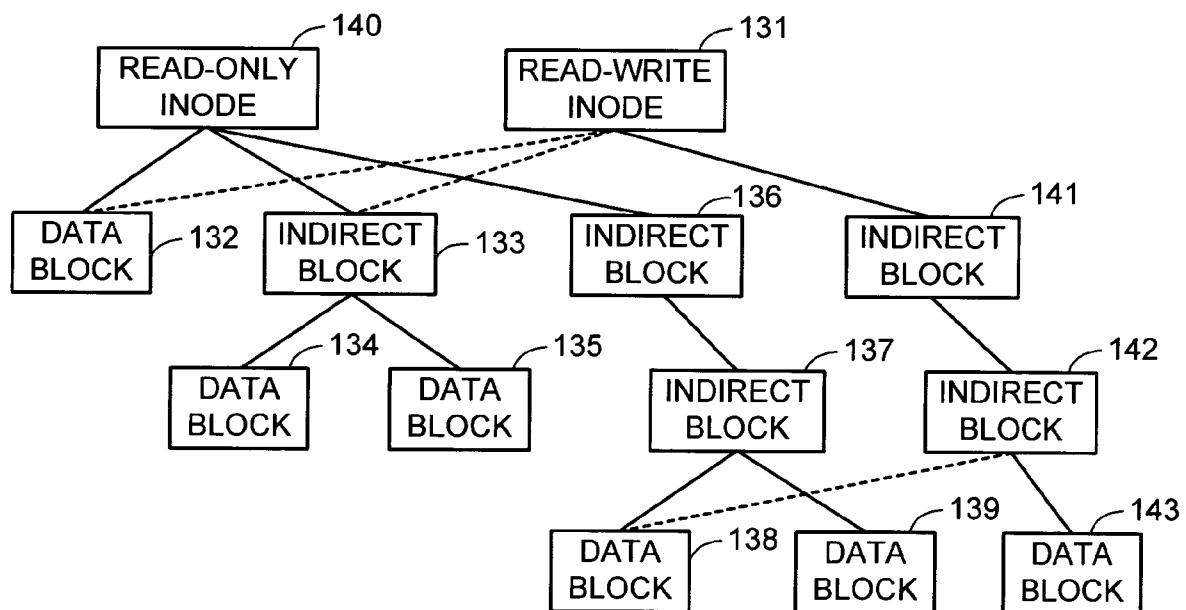 140
131
READ-ONLY
INODE
READ-WRITE
INODE
136
141
DATA
BLOCK
132
INDIRECT
BLOCK
133
INDIRECT
BLOCK
INDIRECT
BLOCK
134
135
137
142
DATA
BLOCK
DATA
BLOCK
INDIRECT
BLOCK
INDIRECT
BLOCK
139
143
DATA
BLOCK
138
DATA
BLOCK
DATA
BLOCK